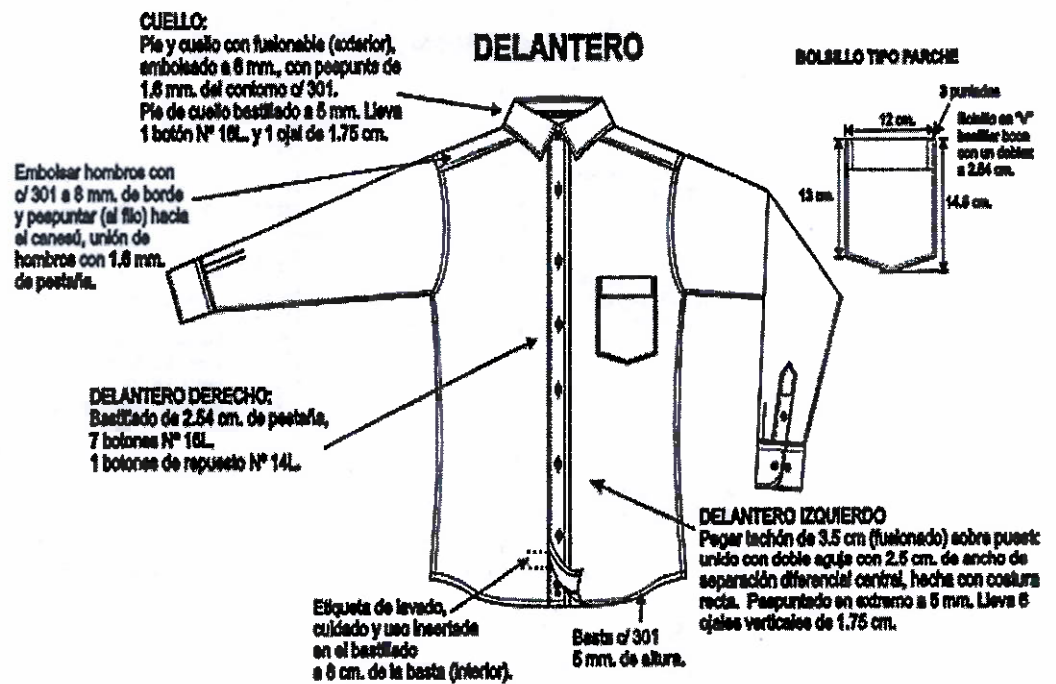 DELANTERO
CUELLO:
Pie y cuello con fusionable (exterior),
embolsado a 6 mm., con pespunte de
1.6 mm. del contorno c/ 301.
Pie de cuello bastillado a 5 mm. Lleva
1 botón Nº 16L. y 1 ojal de 1.75 cm.
Embolsar hombros con
c/ 301 a 8 mm. de borde
y pespuntar (al filo) hacia
el canesú, unión de
hombros con 1.6 mm.
de pestaña.
BOLSILLO TIPO PARCHE
3 puntadas
12 cm.
Bolsillo en "V"
bastillar boca
con un doblez
a 2.54 cm.
13 cm.
14.5 cm.
DELANTERO DERECHO:
Bastillado de 2.54 cm. de pestaña,
7 botones Nº 16L.
1 botones de repuesto Nº 14L.
DELANTERO IZQUIERDO
Pegar tachón de 3.5 cm (fusionado) sobre puesto
unido con doble aguja con 2.5 cm. de ancho de
separación diferencial central, hecha con costura
recta. Pespuntado en extremo a 5 mm. Lleva 6
ojales verticales de 1.75 cm.
Etiqueta de lavado,
cuidado y uso insertada
en el bastillado
a 8 cm. de la basta (interior).
Basta c/ 301
5 mm. de altura.